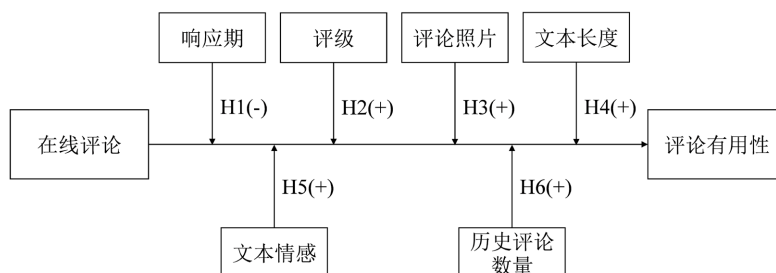 响应期
评级
评论照片
文本长度
H1(-)
H2(+)
H3(+)
H4(+)
在线评论
评论有用性
H5(+)
H6(+)
文本情感
历史评论
数量